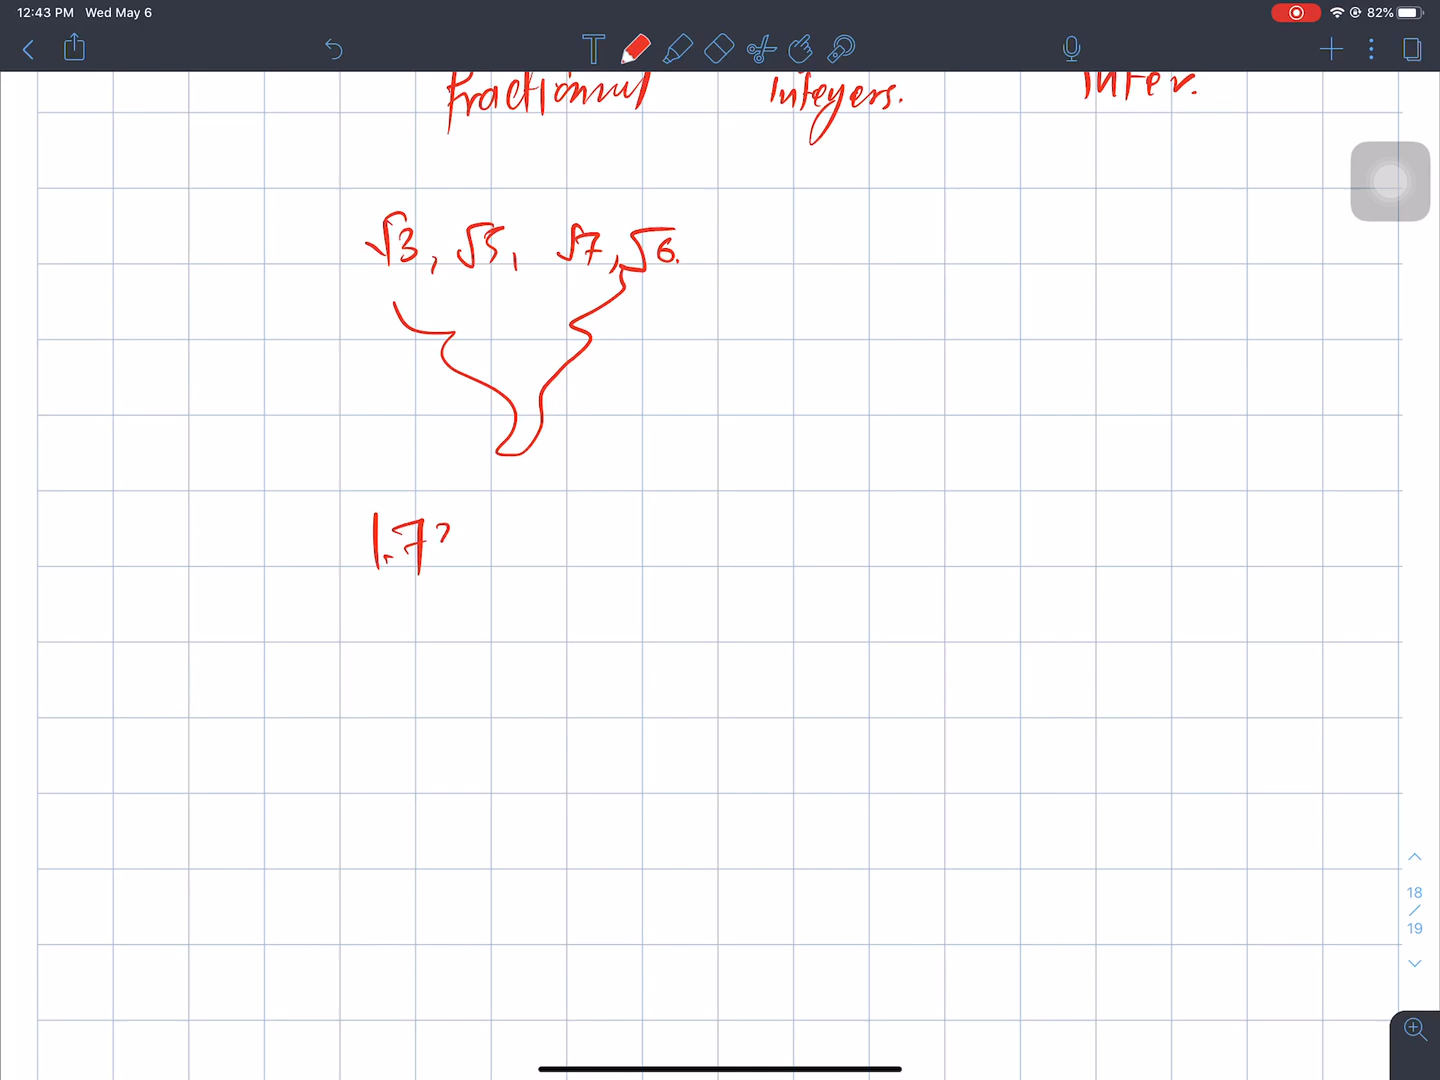 12:43 PM Wed May 6
82%
Fractional Integers.
√3, √5, √7, √6.
1.7
18
/
19